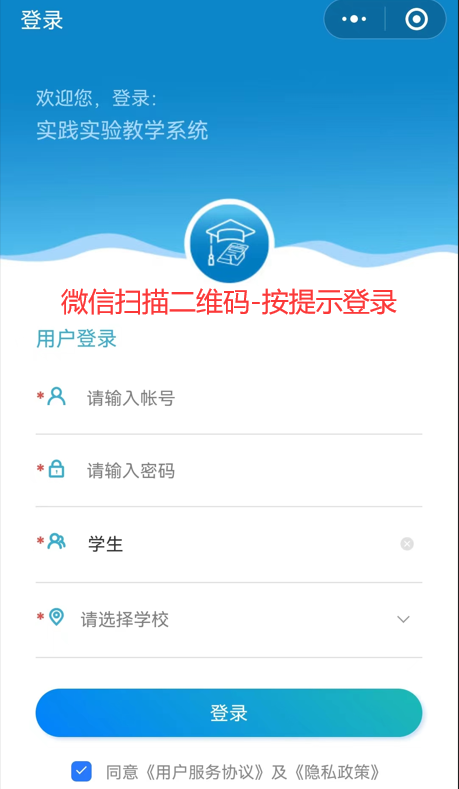 登录
欢迎您，登录：
实践实验教学系统
微信扫描二维码-按提示登录
用户登录
* 请输入帐号
* 请输入密码
* 学生
* 请选择学校
登录
同意《用户服务协议》及《隐私政策》